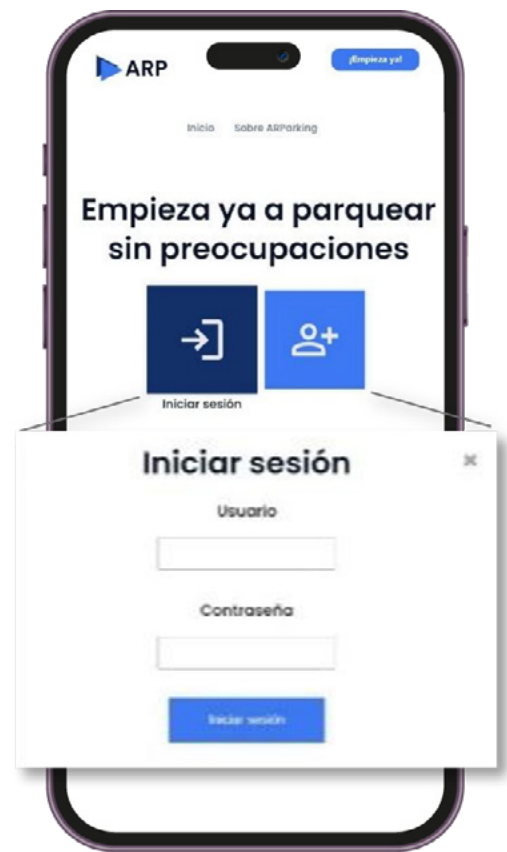 ARP
¡Empieza ya!
Inicio Sobre ARParking
Empieza ya a parquear
sin preocupaciones
Iniciar sesión
Iniciar sesión
Usuario
Contraseña
Iniciar sesión